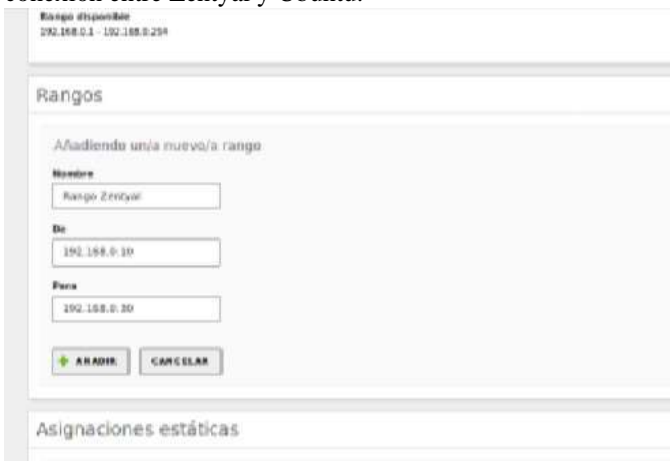 conexión entre Zentyal y Ubuntu.
Rango disponible
192.168.0.1 - 192.168.0.254
Rangos
Añadiendo un/a nuevo/a rango
Nombre
Rango Zentyal
De
192.168.0.10
Para
192.168.0.30
AÑADIR CANCELAR
Asignaciones estáticas